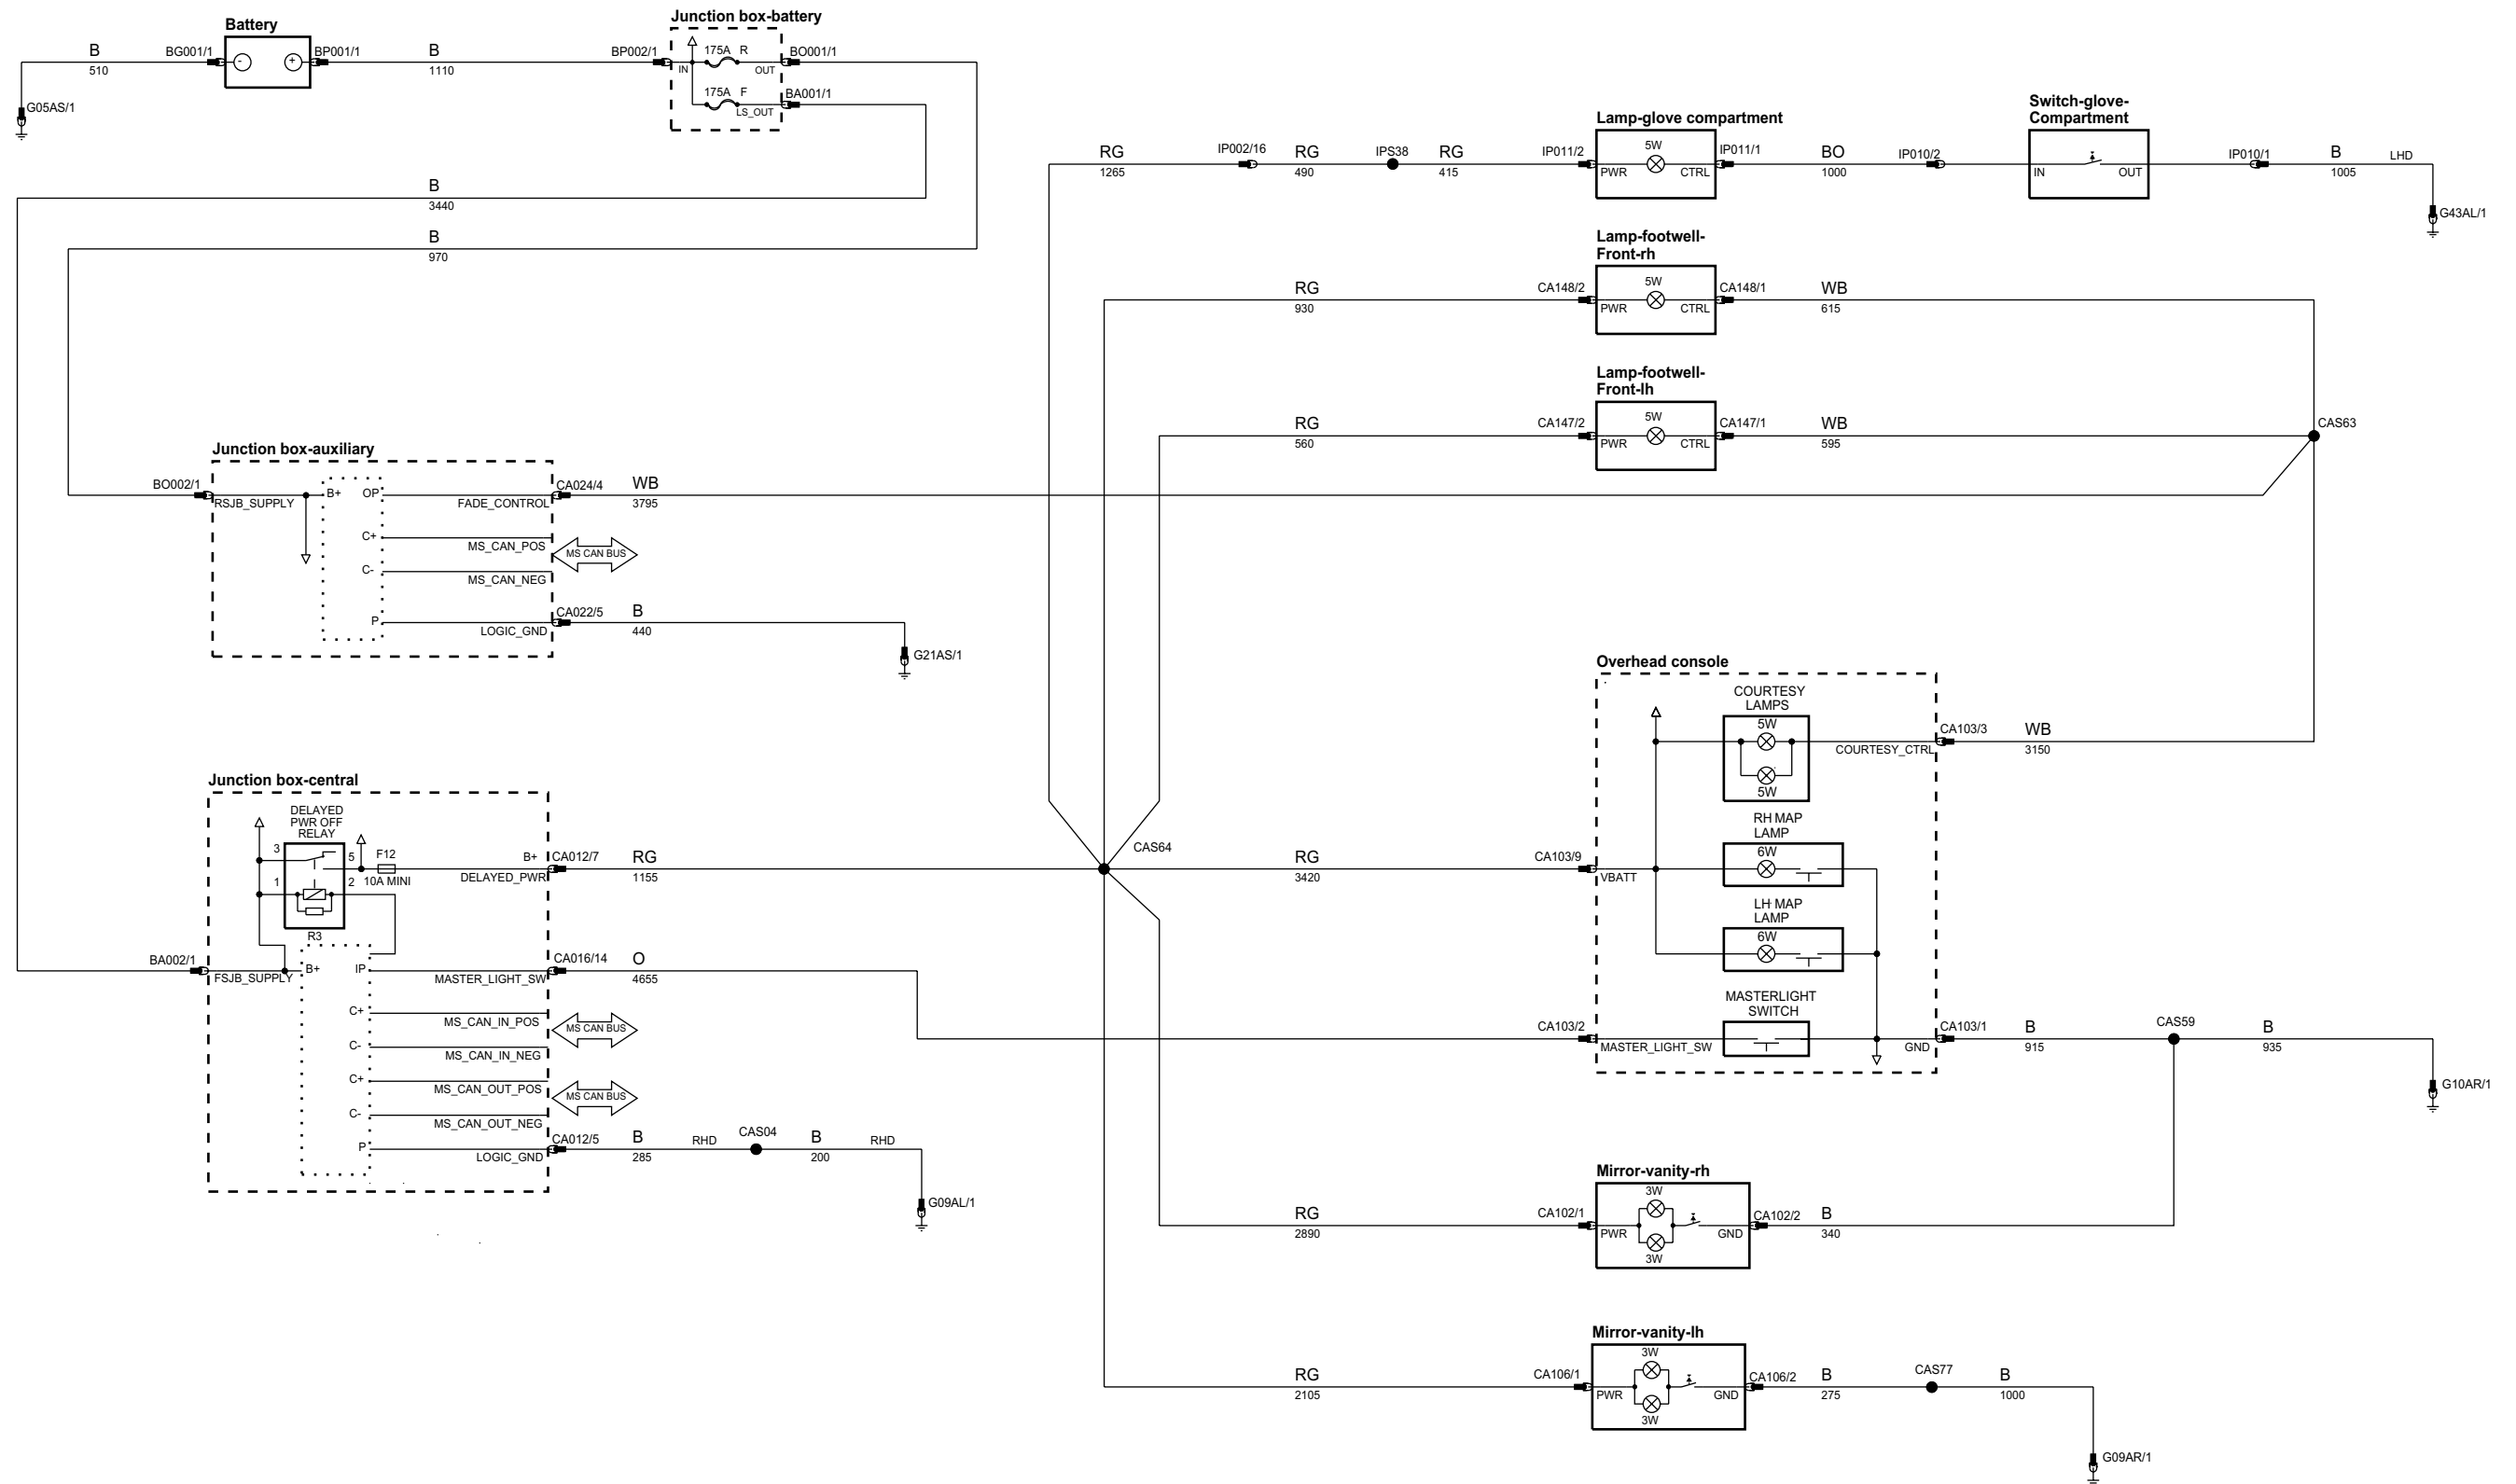 Battery
B
510
BG001/1
-
+
BP001/1
B
1110
G05AS/1
Junction box-battery
BP002/1
IN
175A R
OUT
BO001/1
175A F
LS_OUT
BA001/1
B
3440
B
970
RG
1265
IP002/16
RG
490
IPS38
RG
415
Lamp-glove compartment
IP011/2
5W
PWR
CTRL
IP011/1
BO
1000
Switch-glove-
Compartment
IP010/2
IN
OUT
IP010/1
B
1005
LHD
G43AL/1
Lamp-footwell-
Front-rh
RG
930
CA148/2
5W
PWR
CTRL
CA148/1
WB
615
Lamp-footwell-
Front-lh
RG
560
CA147/2
5W
PWR
CTRL
CA147/1
WB
595
CAS63
Junction box-auxiliary
BO002/1
RSJB_SUPPLY
B+
OP
FADE_CONTROL
CA024/4
WB
3795
C+
MS_CAN_POS
MS CAN BUS
C-
MS_CAN_NEG
P
LOGIC_GND
CA022/5
B
440
G21AS/1
Overhead console
COURTESY
LAMPS
5W
5W
COURTESY_CTRL
CA103/3
WB
3150
RH MAP
LAMP
6W
CAS64
RG
3420
CA103/9
VBATT
LH MAP
LAMP
6W
MASTERLIGHT
SWITCH
CA103/2
MASTER_LIGHT_SW
GND
CA103/1
B
915
CAS59
B
935
G10AR/1
Junction box-central
DELAYED
PWR OFF
RELAY
3
5
1
2
F12
10A MINI
R3
B+
DELAYED_PWR
CA012/7
RG
1155
BA002/1
FSJB_SUPPLY
B+
IP
MASTER_LIGHT_SW
CA016/14
O
4655
C+
MS_CAN_IN_POS
MS CAN BUS
C-
MS_CAN_IN_NEG
C+
MS_CAN_OUT_POS
MS CAN BUS
C-
MS_CAN_OUT_NEG
P
LOGIC_GND
CA012/5
B
285
RHD
CAS04
B
200
RHD
G09AL/1
Mirror-vanity-rh
RG
2890
CA102/1
3W
3W
PWR
GND
CA102/2
B
340
Mirror-vanity-lh
RG
2105
CA106/1
3W
3W
PWR
GND
CA106/2
B
275
CAS77
B
1000
G09AR/1